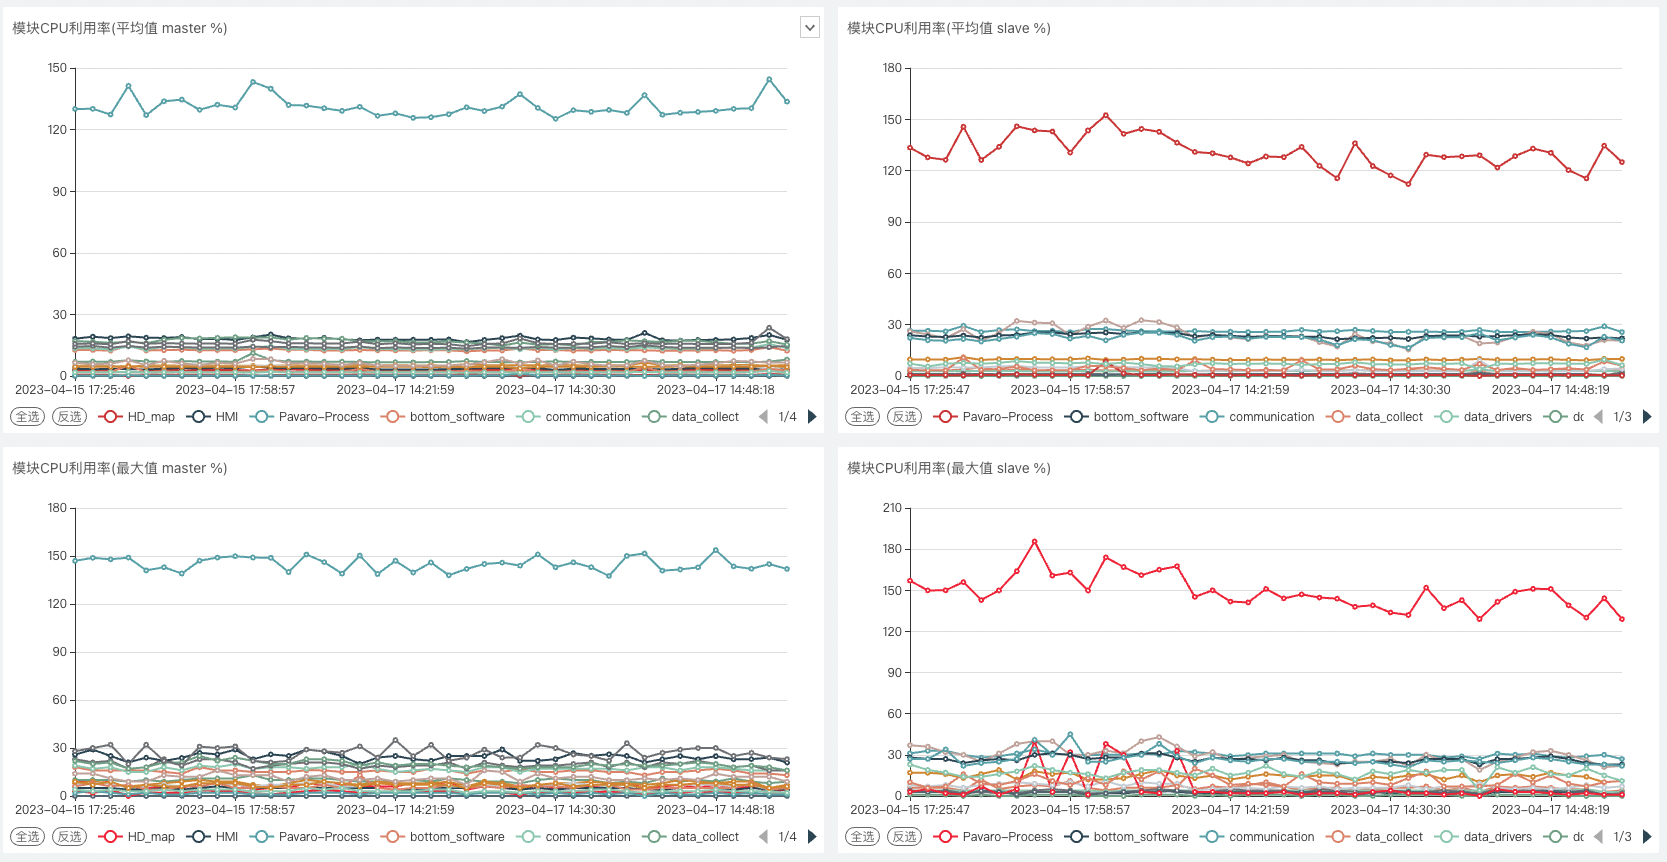 模块CPU利用率(平均值 master %)
150
120
90
60
30
0
2023-04-15 17:25:46 2023-04-15 17:58:57 2023-04-17 14:21:59 2023-04-17 14:30:30 2023-04-17 14:48:18
全选 反选 HD_map HMI Pavaro-Process bottom_software communication data_collect 1/4
模块CPU利用率(平均值 slave %)
180
150
120
90
60
30
0
2023-04-15 17:25:47 2023-04-15 17:58:57 2023-04-17 14:21:59 2023-04-17 14:30:30 2023-04-17 14:48:19
全选 反选 Pavaro-Process bottom_software communication data_collect data_drivers dc 1/3
模块CPU利用率(最大值 master %)
180
150
120
90
60
30
0
2023-04-15 17:25:46 2023-04-15 17:58:57 2023-04-17 14:21:59 2023-04-17 14:30:30 2023-04-17 14:48:18
全选 反选 HD_map HMI Pavaro-Process bottom_software communication data_collect 1/4
模块CPU利用率(最大值 slave %)
210
180
150
120
90
60
30
0
2023-04-15 17:25:47 2023-04-15 17:58:57 2023-04-17 14:21:59 2023-04-17 14:30:30 2023-04-17 14:48:19
全选 反选 Pavaro-Process bottom_software communication data_collect data_drivers dc 1/3